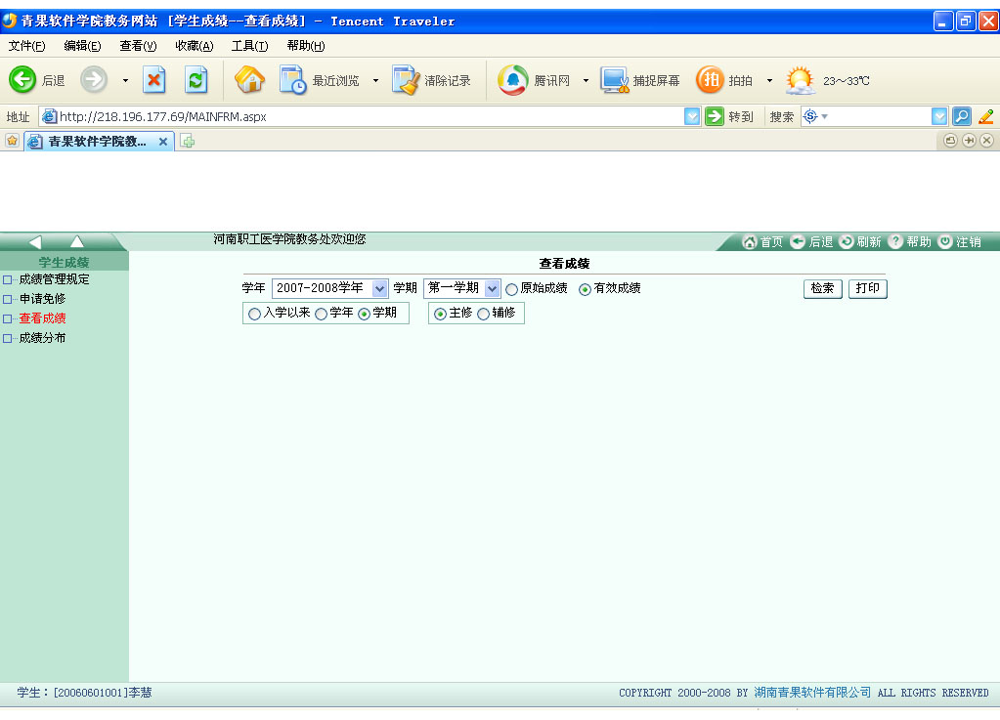 青果软件学院教务网站 [学生成绩--查看成绩] - Tencent Traveler
文件(F) 编辑(E) 查看(V) 收藏(A) 工具(T) 帮助(H)
后退 最近浏览 清除记录 腾讯网 捕捉屏幕 拍 拍拍 23～33℃
地址 http://218.196.177.69/MAINFRM.aspx 转到 搜索
青果软件学院教...
河南职工医学院教务处欢迎您 首页 后退 刷新 帮助 注销
学生成绩
成绩管理规定
申请免修
查看成绩
成绩分布
查看成绩
学年 2007-2008学年 学期 第一学期 原始成绩 有效成绩 检索 打印
入学以来 学年 学期 主修 辅修
学生：[20060601001]李慧
COPYRIGHT 2000-2008 BY 湖南青果软件有限公司 ALL RIGHTS RESERVED